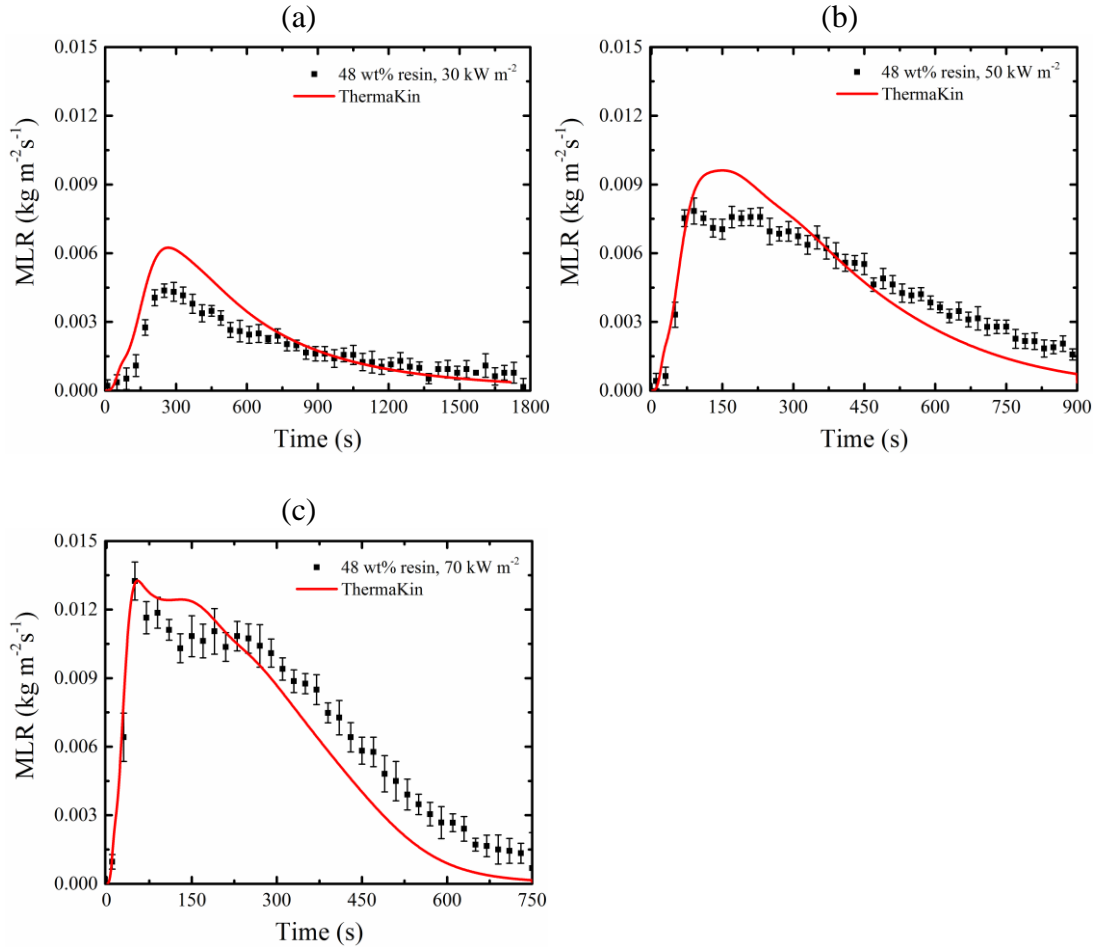 (a)
0.015
0.012
0.009
0.006
0.003
0.000
MLR (kg m⁻²s⁻¹)
48 wt% resin, 30 kW m⁻²
ThermaKin
0 300 600 900 1200 1500 1800
Time (s)
(b)
0.015
0.012
0.009
0.006
0.003
0.000
MLR (kg m⁻²s⁻¹)
48 wt% resin, 50 kW m⁻²
ThermaKin
0 150 300 450 600 750 900
Time (s)
(c)
0.015
0.012
0.009
0.006
0.003
0.000
MLR (kg m⁻²s⁻¹)
48 wt% resin, 70 kW m⁻²
ThermaKin
0 150 300 450 600 750
Time (s)